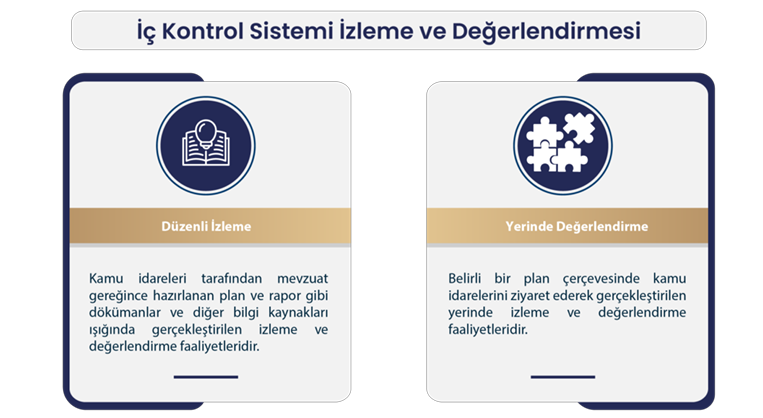 İç Kontrol Sistemi İzleme ve Değerlendirmesi
Düzenli İzleme
Kamu idareleri tarafından mevzuat
gereğince hazırlanan plan ve rapor gibi
dökümanlar ve diğer bilgi kaynakları
ışığında gerçekleştirilen izleme ve
değerlendirme faaliyetleridir.
Yerinde Değerlendirme
Belirli bir plan çerçevesinde kamu
idarelerini ziyaret ederek gerçekleştirilen
yerinde izleme ve değerlendirme
faaliyetleridir.